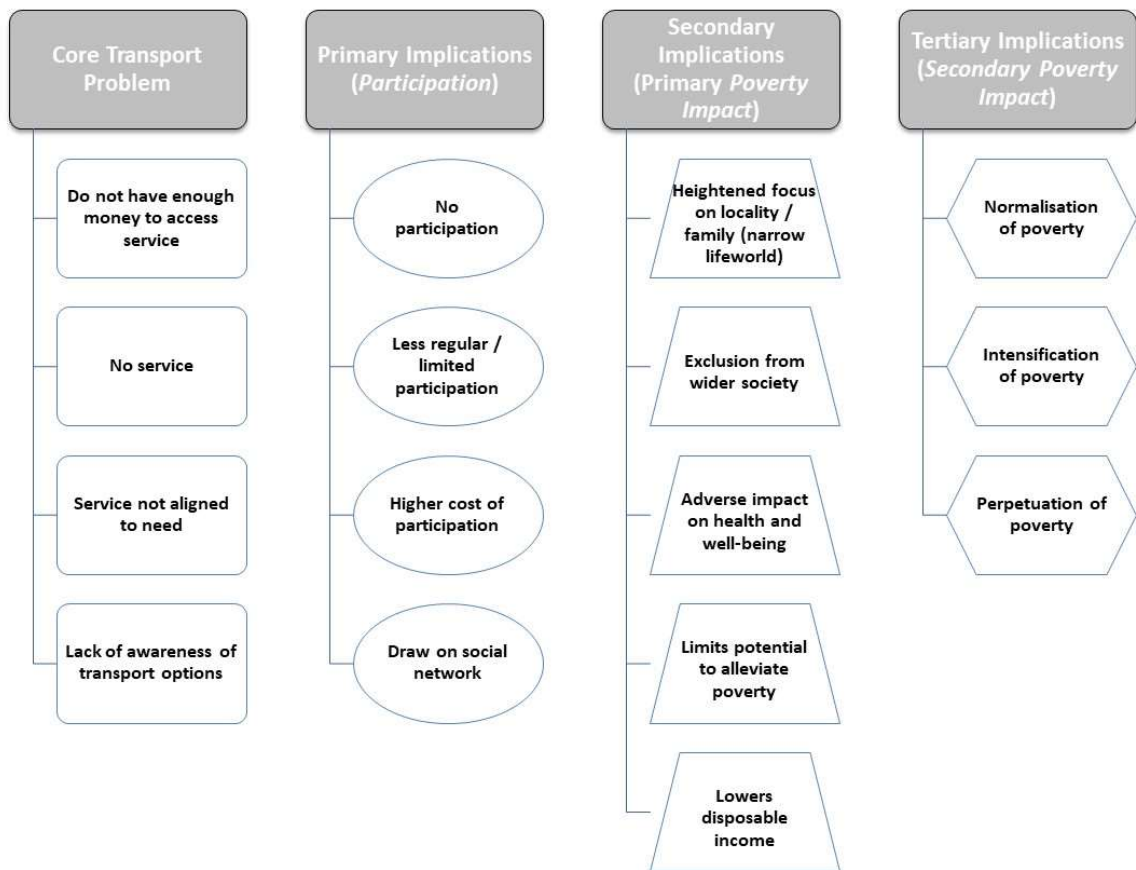 Core Transport
Problem
Do not have enough
money to access
service
No service
Service not aligned
to need
Lack of awareness of
transport options
Primary Implications
(Participation)
No
participation
Less regular /
limited
participation
Higher cost of
participation
Draw on social
network
Secondary
Implications
(Primary Poverty
Impact)
Heightened focus
on locality /
family (narrow
lifeworld)
Exclusion from
wider society
Adverse impact
on health and
well-being
Limits potential
to alleviate
poverty
Lowers
disposable
income
Tertiary Implications
(Secondary Poverty
Impact)
Normalisation
of poverty
Intensification
of poverty
Perpetuation of
poverty